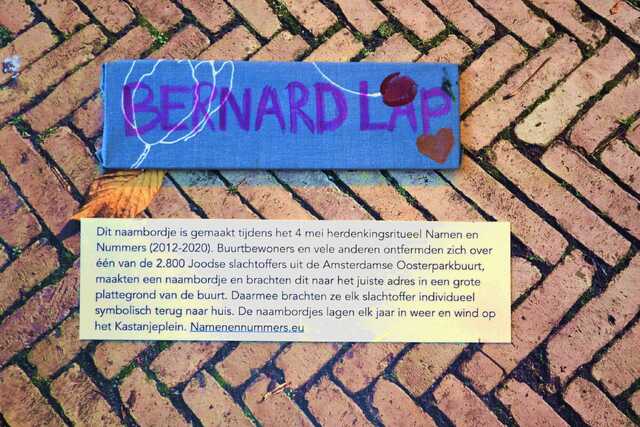 BERNARD LAP
Dit naambordje is gemaakt tijdens het 4 mei herdenkingsritueel Namen en
Nummers (2012-2020). Buurtbewoners en vele anderen ontfermden zich over
één van de 2.800 Joodse slachtoffers uit de Amsterdamse Oosterparkbuurt,
maakten een naambordje en brachten dit naar het juiste adres in een grote
plattegrond van de buurt. Daarmee brachten ze elk slachtoffer individueel
symbolisch terug naar huis. De naambordjes lagen elk jaar in weer en wind op
het Kastanjeplein. Namenennummers.eu